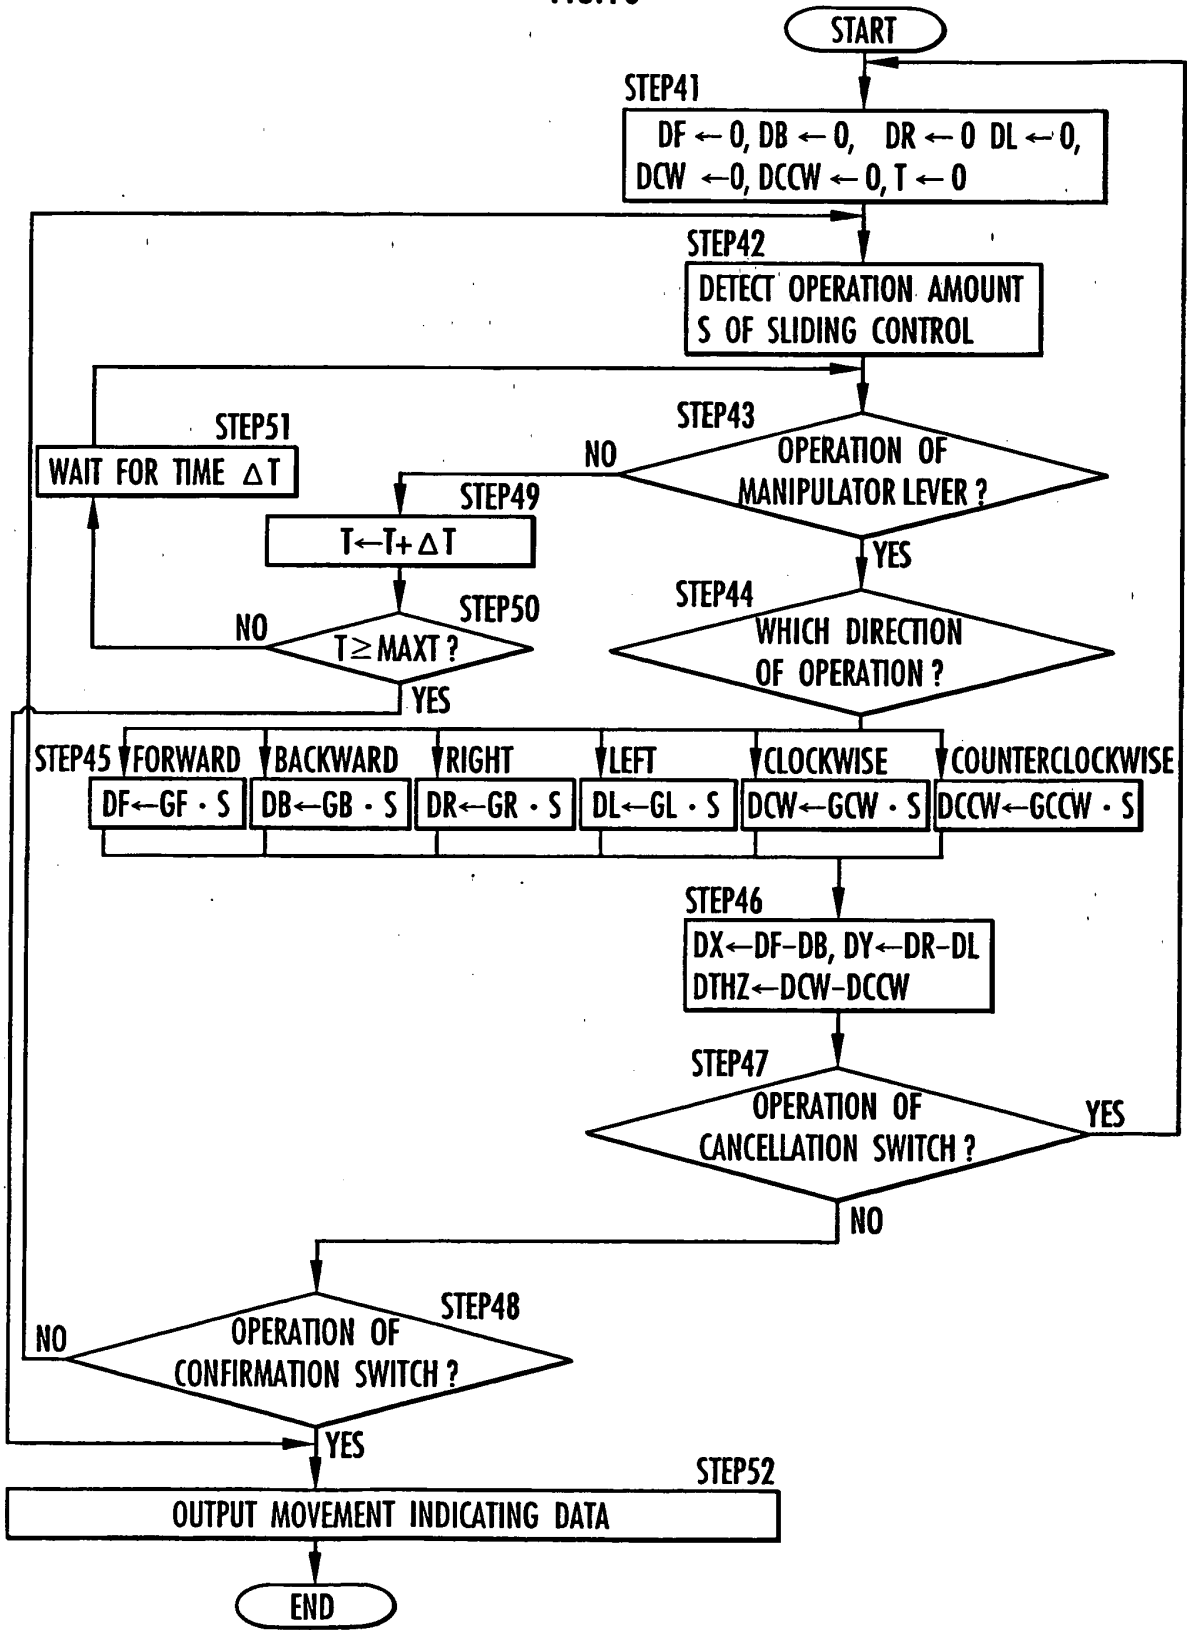 START
STEP41
DF ← 0, DB ← 0, DR ← 0 DL ← 0,
DCW ← 0, DCCW ← 0, T ← 0
STEP42
DETECT OPERATION AMOUNT
S OF SLIDING CONTROL
STEP43
OPERATION OF
MANIPULATOR LEVER ?
NO
YES
STEP51
WAIT FOR TIME ΔT
STEP49
T←T+ΔT
STEP50
T≧MAXT ?
NO
YES
STEP44
WHICH DIRECTION
OF OPERATION ?
STEP45
FORWARD
DF←GF · S
BACKWARD
DB←GB · S
RIGHT
DR←GR · S
LEFT
DL←GL · S
CLOCKWISE
DCW←GCW · S
COUNTERCLOCKWISE
DCCW←GCCW · S
STEP46
DX←DF-DB, DY←DR-DL
DTHZ←DCW-DCCW
STEP47
OPERATION OF
CANCELLATION SWITCH ?
YES
NO
STEP48
OPERATION OF
CONFIRMATION SWITCH ?
NO
YES
STEP52
OUTPUT MOVEMENT INDICATING DATA
END